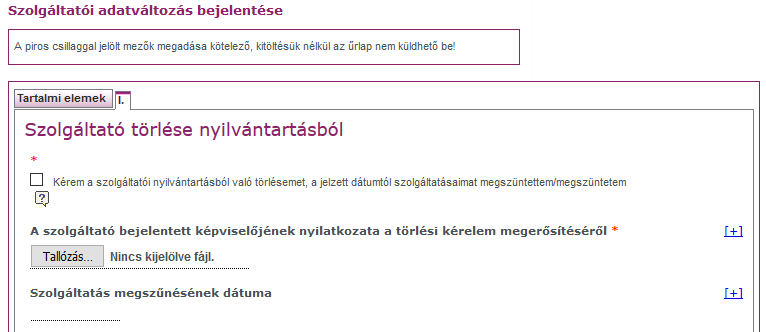 Szolgáltatói adatváltozás bejelentése
A piros csillaggal jelölt mezők megadása kötelező, kitöltésük nélkül az űrlap nem küldhető be!
Tartalmi elemek I.
Szolgáltató törlése nyilvántartásból
*
Kérem a szolgáltatói nyilvántartásból való törlésemet, a jelzett dátumtól szolgáltatásaimat megszűntettem/megszüntetem
?
A szolgáltató bejelentett képviselőjének nyilatkozata a törlési kérelem megerősítéséről * [+]
Tallózás... Nincs kijelölve fájl.
Szolgáltatás megszűnésének dátuma [+]